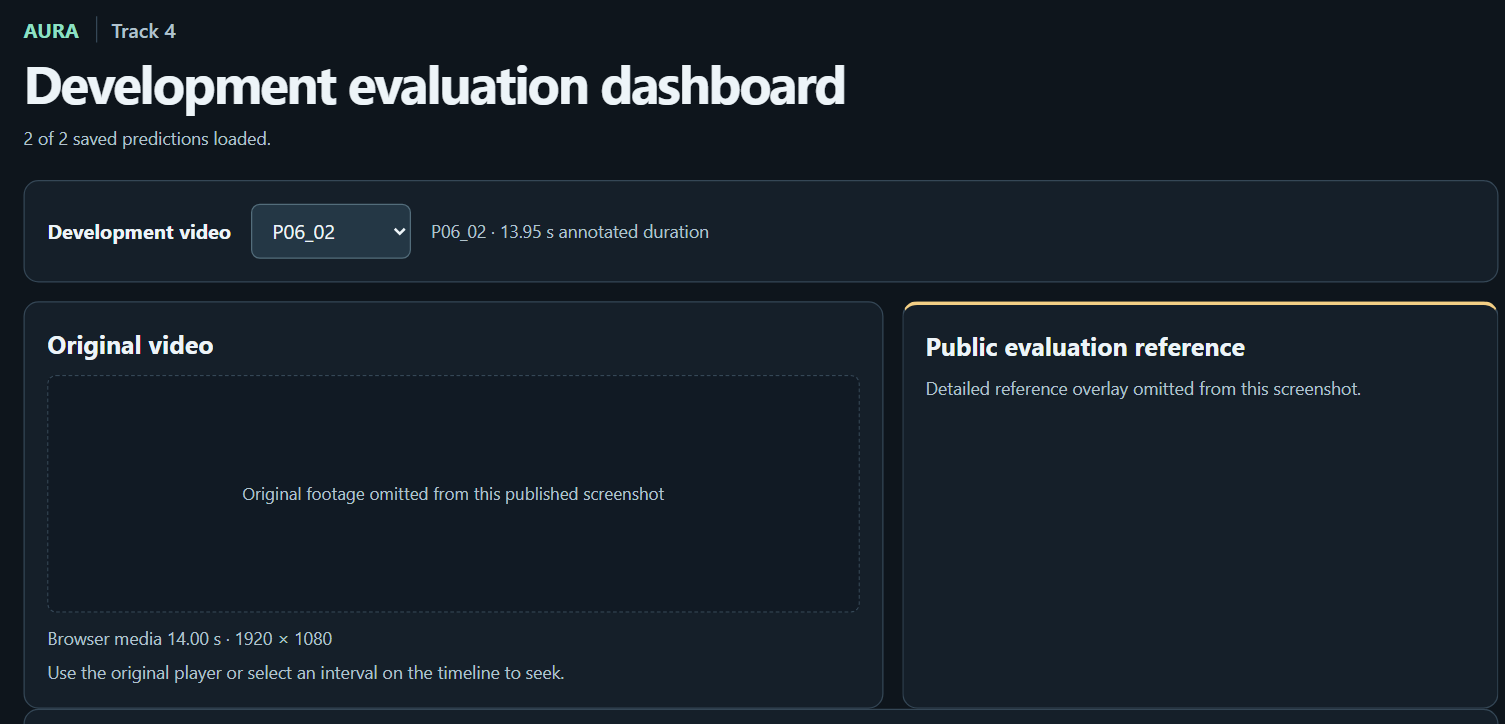 AURA Track 4
Development evaluation dashboard
2 of 2 saved predictions loaded.
Development video P06_02 P06_02 · 13.95 s annotated duration
Original video
Original footage omitted from this published screenshot
Browser media 14.00 s · 1920 × 1080
Use the original player or select an interval on the timeline to seek.
Public evaluation reference
Detailed reference overlay omitted from this screenshot.